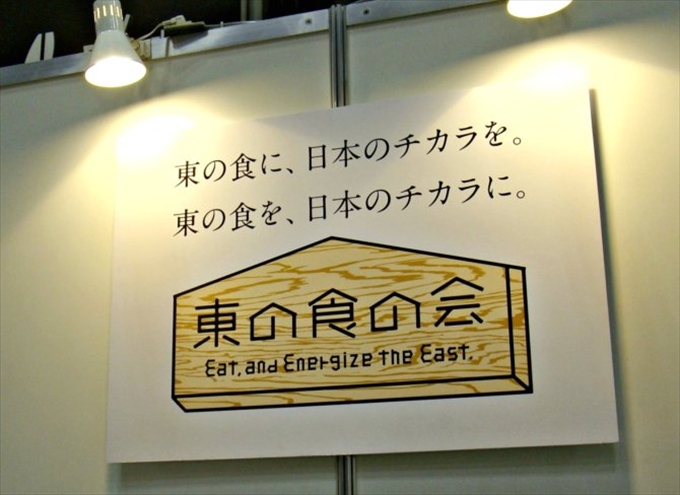 東の食に、日本のチカラを。
東の食を、日本のチカラに。
東の食の会
Eat, and Energize the East.